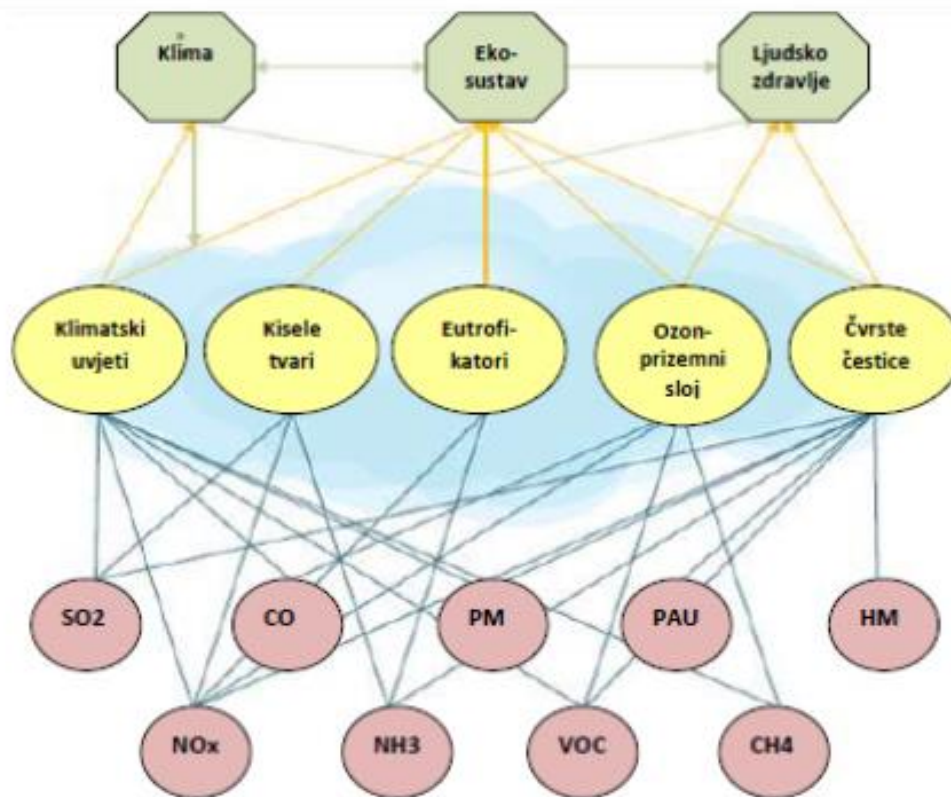 Klima
Eko-
sustav
Ljudsko
zdravlje
Klimatski
uvjeti
Kisele
tvari
Eutrofi-
katori
Ozon-
prizemni
sloj
Čvrste
čestice
SO2
CO
PM
PAU
HM
NOx
NH3
VOC
CH4